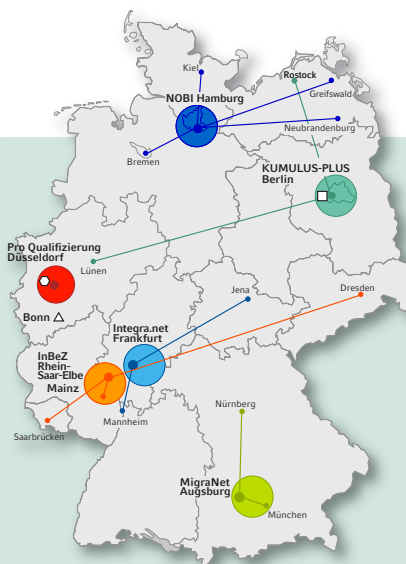 Kiel
Rostock
NOBI Hamburg
Greifswald
Neubrandenburg
Bremen
KUMULUS-PLUS
Berlin
Pro Qualifizierung
Düsseldorf
Lünen
Jena
Dresden
Bonn
Integra.net
Frankfurt
InBeZ
Rhein-
Saar-Elbe
Mainz
Nürnberg
Mannheim
Saarbrücken
MigraNet
Augsburg
München